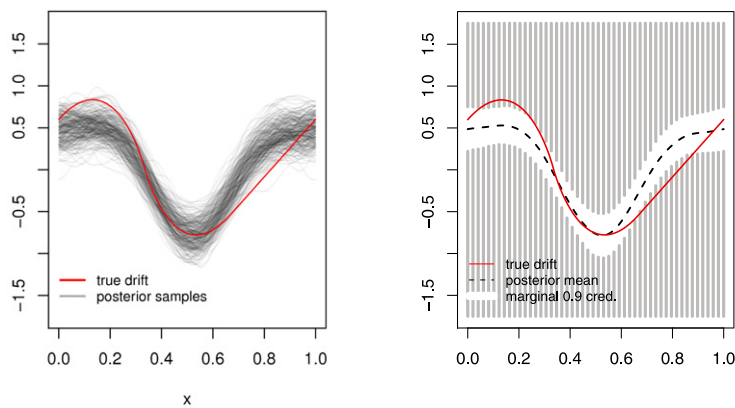 1.5
1.0
0.5
−0.5
−1.5
true drift
posterior samples
0.0 0.2 0.4 0.6 0.8 1.0
x
1.5
1.0
0.5
−0.5
−1.5
true drift
posterior mean
marginal 0.9 cred.
0.0 0.2 0.4 0.6 0.8 1.0